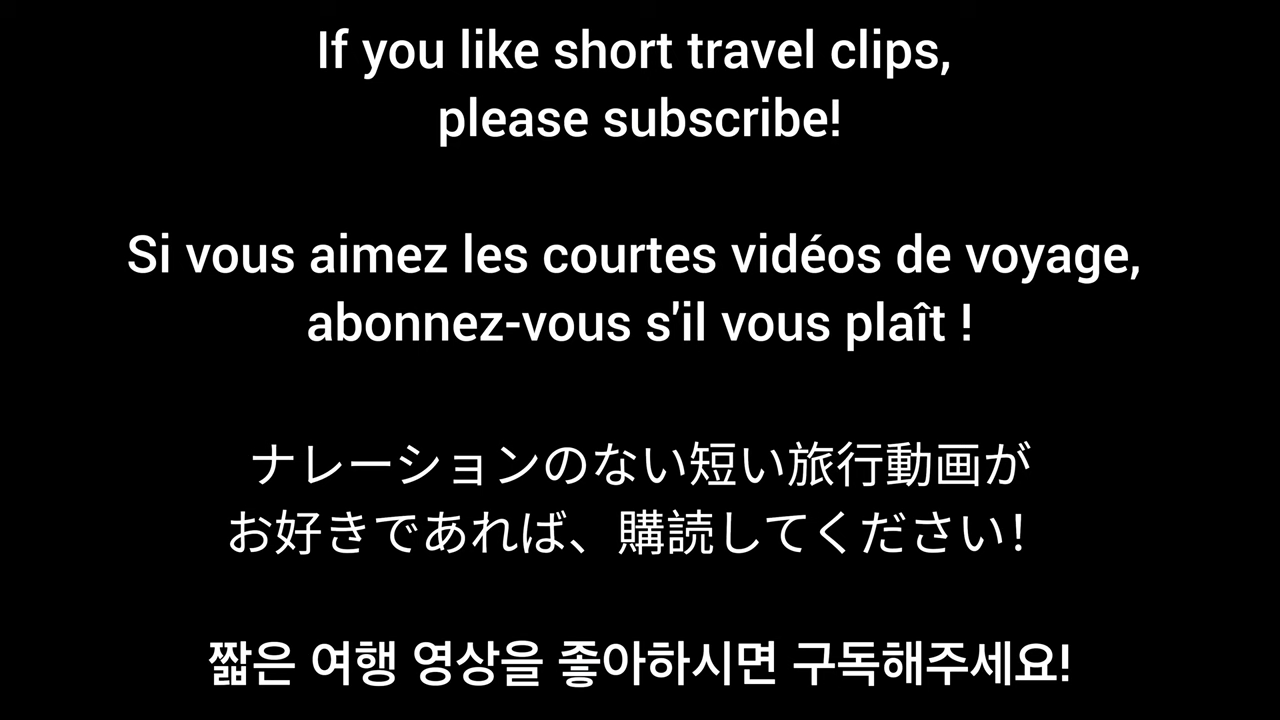 If you like short travel clips,
please subscribe!
Si vous aimez les courtes vidéos de voyage,
abonnez-vous s'il vous plaît !
ナレーションのない短い旅行動画が
お好きであれば、購読してください！
짧은 여행 영상을 좋아하시면 구독해주세요!